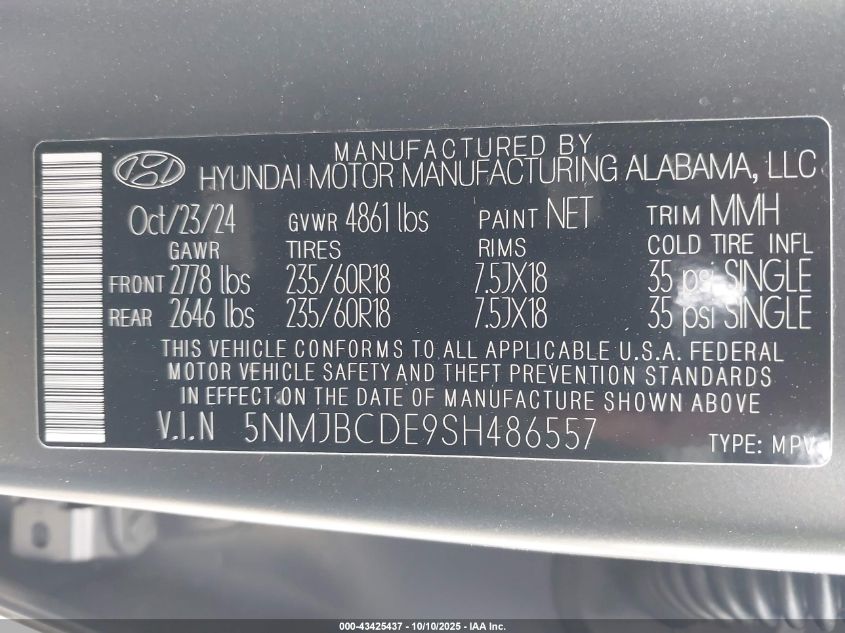 MANUFACTURED BY
HYUNDAI MOTOR MANUFACTURING ALABAMA, LLC
Oct/23/24 GVWR 4861 lbs PAINT NET TRIM MMH
GAWR TIRES RIMS COLD TIRE INFL
FRONT 2778 lbs 235/60R18 7.5JX18 35 psi SINGLE
REAR 2646 lbs 235/60R18 7.5JX18 35 psi SINGLE
THIS VEHICLE CONFORMS TO ALL APPLICABLE U.S.A. FEDERAL
MOTOR VEHICLE SAFETY AND THEFT PREVENTION STANDARDS
IN EFFECT ON THE DATE OF MANUFACTURE SHOWN ABOVE
V.I.N 5NMJBCDE9SH486557 TYPE: MPV
000-43425437 - 10/10/2025 - IAA Inc.